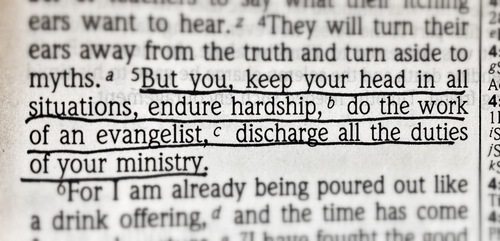 teachers to say what their itching
ears want to hear. z 4They will turn their
ears away from the truth and turn aside to
myths. a 5But you, keep your head in all
situations, endure hardship, b do the work
of an evangelist, c discharge all the duties
of your ministry.
6For I am already being poured out like
a drink offering, d and the time has come
7I have fought the good